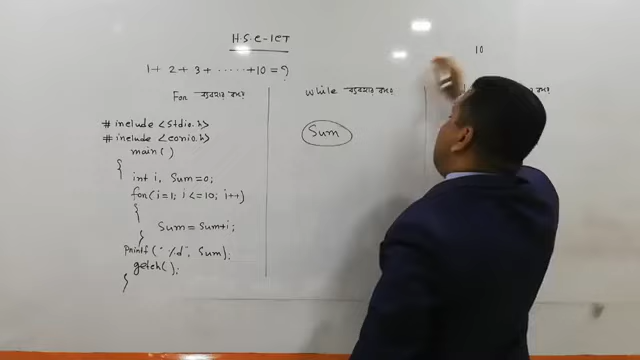 H.S.C-ICT
10
1+ 2+ 3+ ......+10 = ?
For ব্যবহার করে
while ব্যবহার করে
করে
# include <stdio.h>
# include <conio.h>
main()
{
int i, Sum=0;
for(i=1; i<=10; i++)
{
Sum = Sum+i;
}
Printf("%d", Sum);
getch();
}
Sum